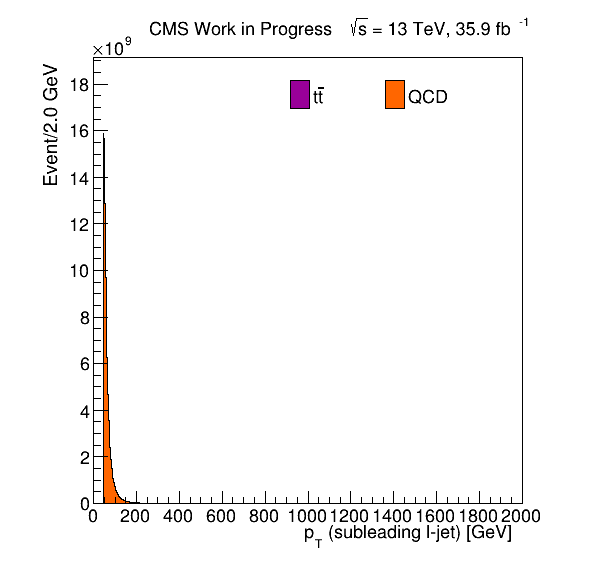 CMS Work in Progress √s = 13 TeV, 35.9 fb⁻¹
×10⁹
Event/2.0 GeV
18
16
14
12
10
8
6
4
2
0
tt̄
QCD
0 200 400 600 800 1000 1200 1400 1600 1800 2000
p_T (subleading l-jet) [GeV]